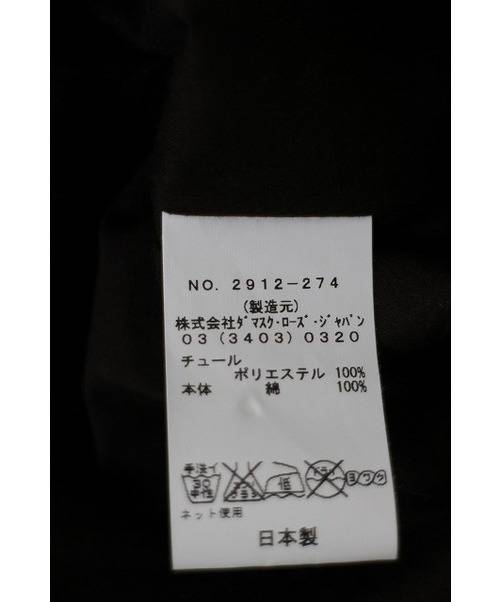 NO. 2912-274
(製造元)
株式会社ﾀﾞﾏｽｸ･ﾛｰｽﾞ･ｼﾞｬﾊﾟﾝ
03 (3403) 0320
チュール
ポリエステル 100%
本体 綿 100%
手洗イ
30
中性
低
ドライ
ヨワク
ネット使用
日本製